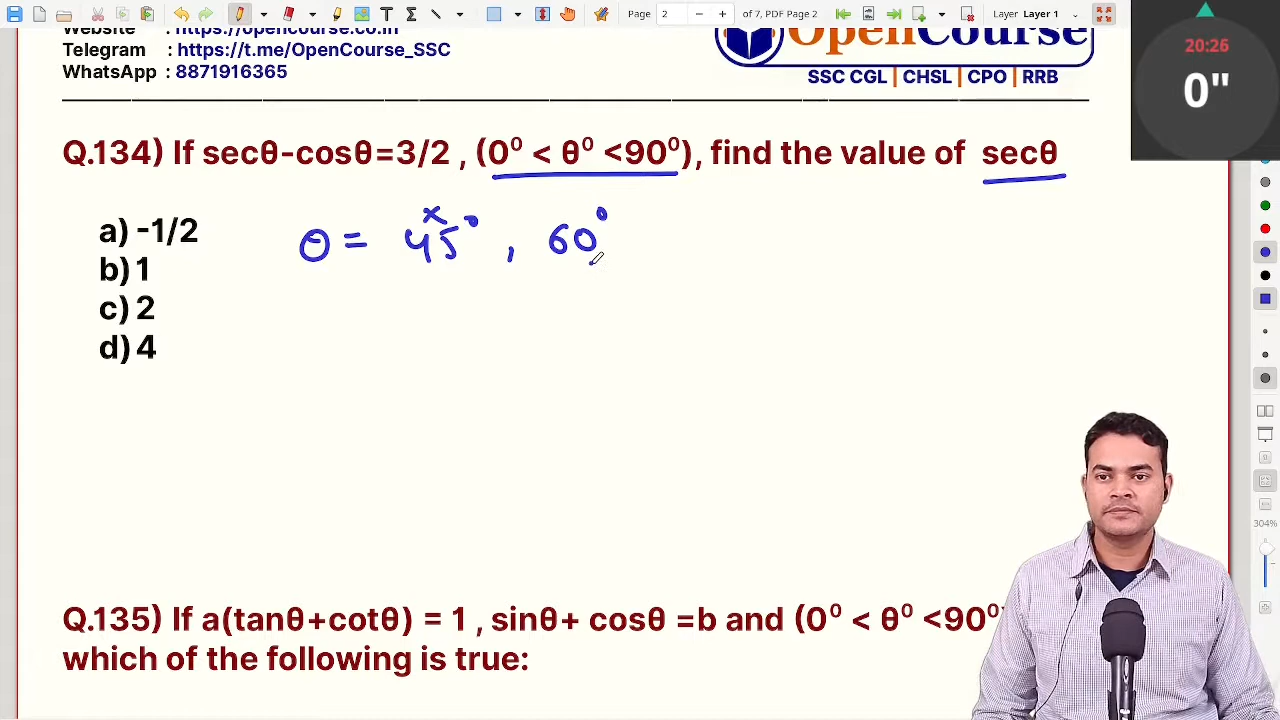 Page 2 of 7. PDF Page 2 Layer Layer 1
20:26
0"
Website : https://opencourse.co.in
Telegram : https://t.me/OpenCourse_SSC
WhatsApp : 8871916365
OpenCourse
SSC CGL | CHSL | CPO | RRB
Q.134) If secθ-cosθ=3/2 , (0⁰ < θ⁰ <90⁰), find the value of secθ
a) -1/2
b) 1
c) 2
d) 4
θ = 45° , 60°
x
304%
Q.135) If a(tanθ+cotθ) = 1 , sinθ+ cosθ =b and (0⁰ < θ⁰ <90⁰)
which of the following is true: